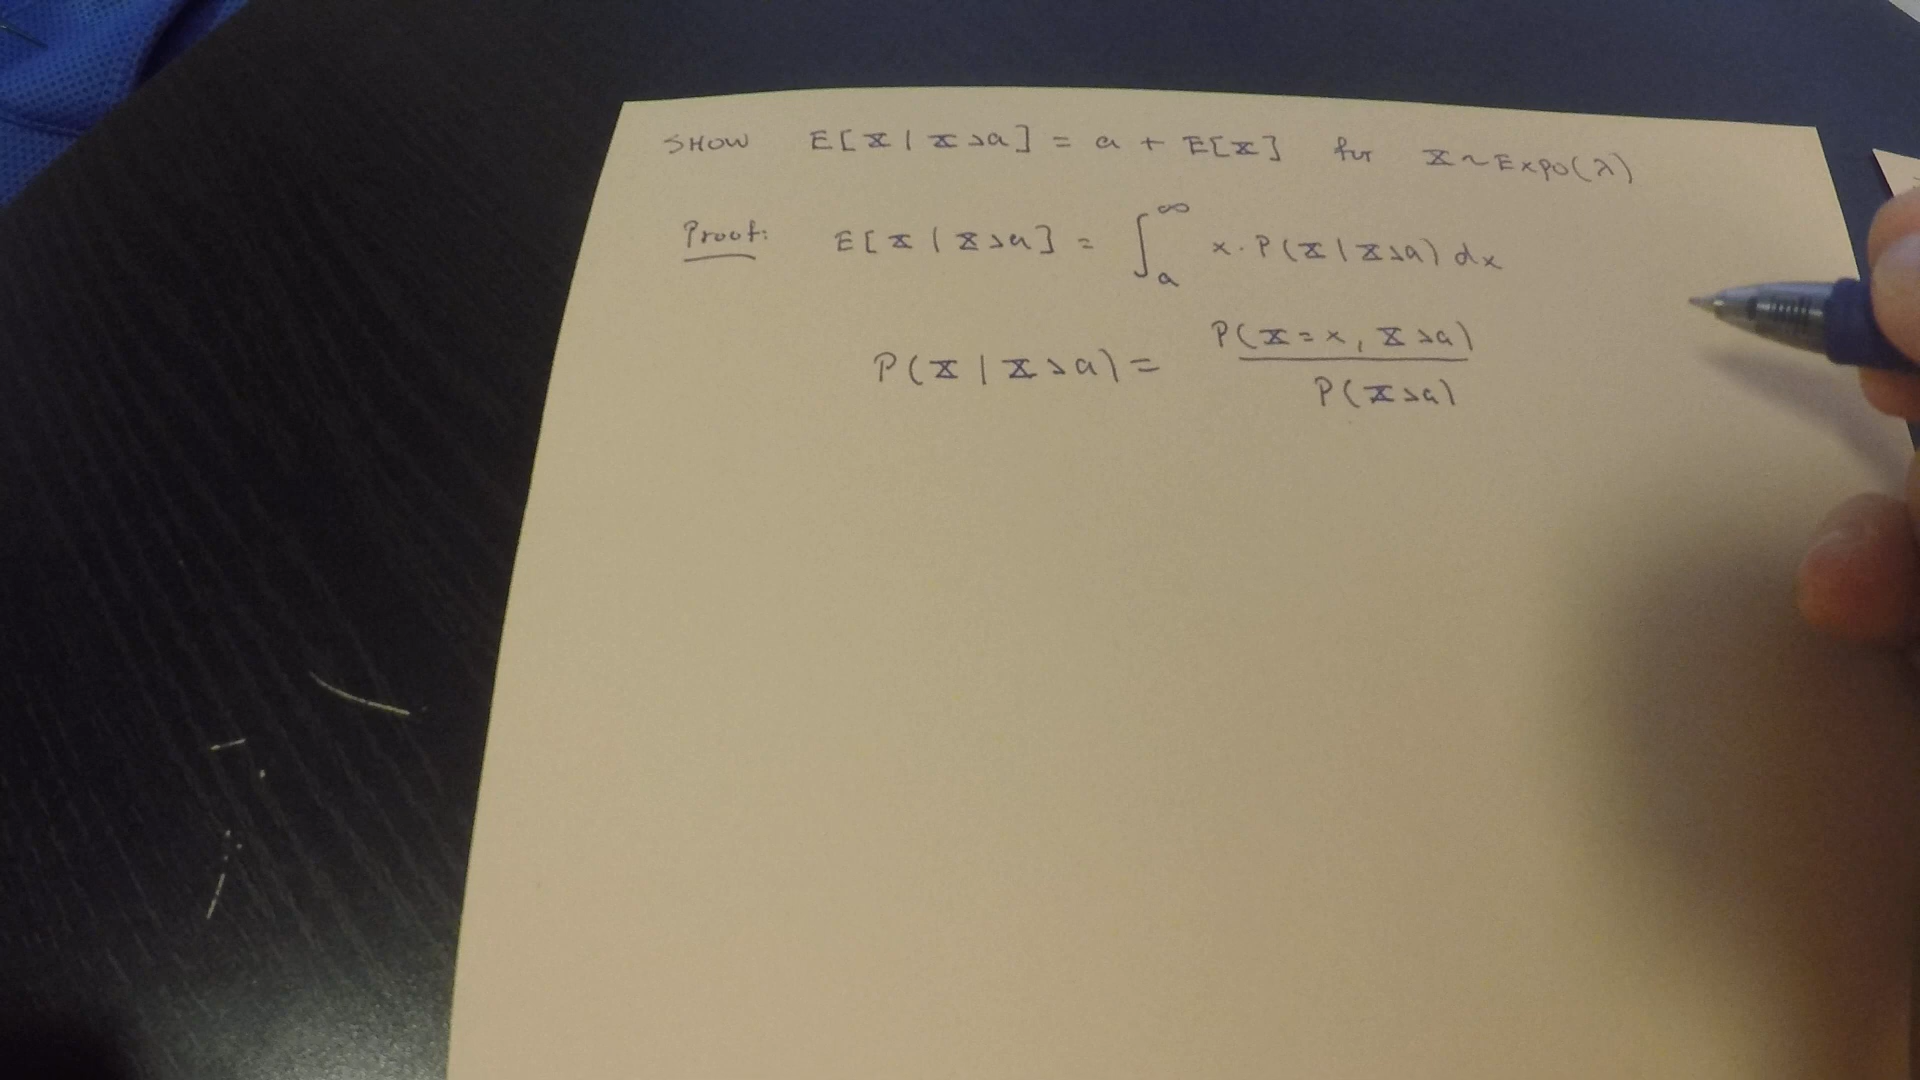 SHOW E[X | X>a] = a + E[X] for X ~ Expo(λ)
Proof: E[X | X>a] = ∫_a^∞ x · P(X | X>a) dx
P(X | X>a) = P(X=x, X>a) / P(X>a)